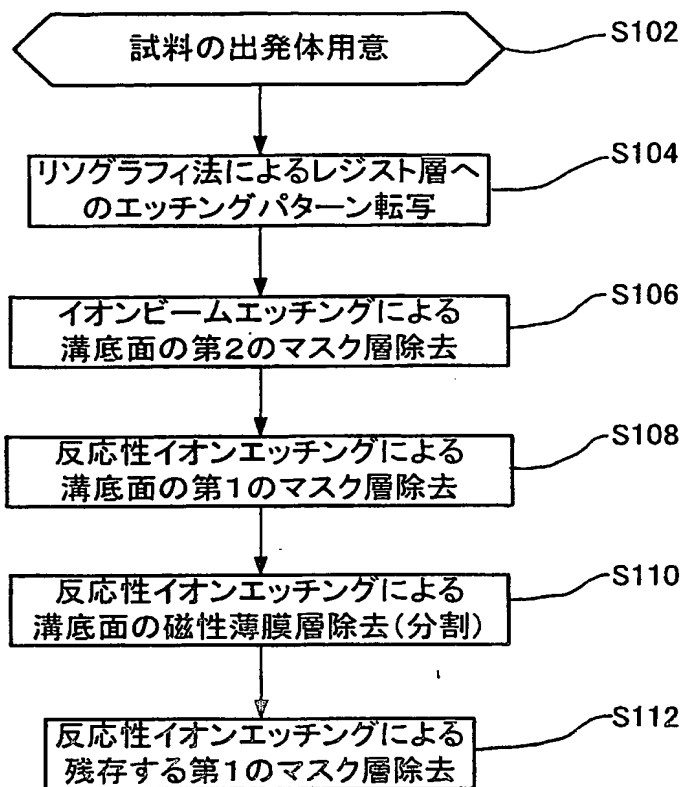 試料の出発体用意
S102
リソグラフィ法によるレジスト層へ
のエッチングパターン転写
S104
イオンビームエッチングによる
溝底面の第2のマスク層除去
S106
反応性イオンエッチングによる
溝底面の第1のマスク層除去
S108
反応性イオンエッチングによる
溝底面の磁性薄膜層除去(分割)
S110
反応性イオンエッチングによる
残存する第1のマスク層除去
S112